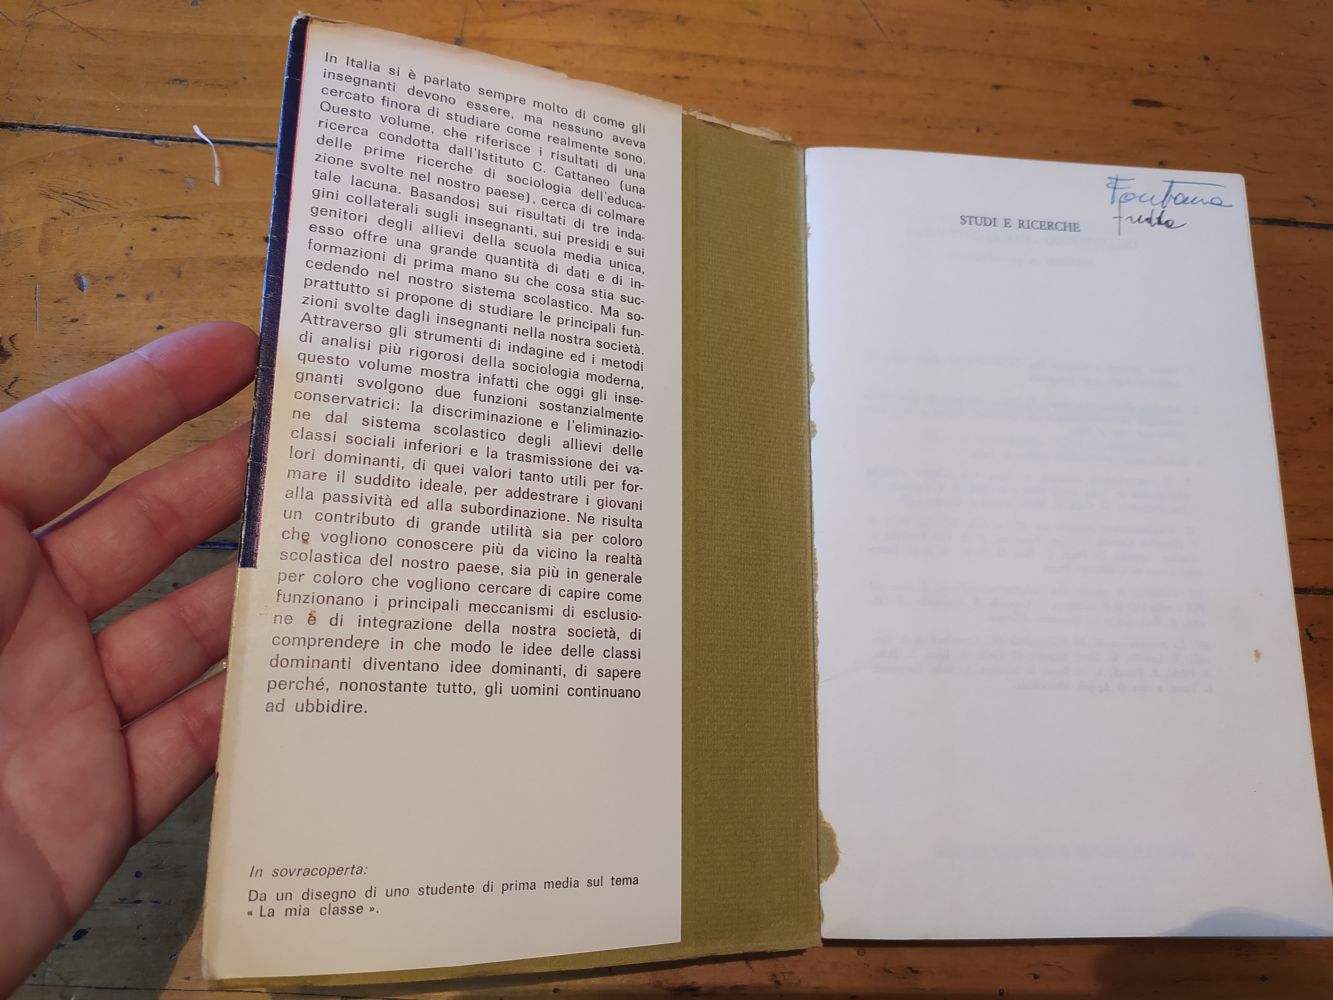 In Italia si è parlato sempre molto di come gli
insegnanti devono essere, ma nessuno aveva
cercato finora di studiare come realmente sono.
Questo volume, che riferisce i risultati di una
ricerca condotta dall'Istituto C. Cattaneo (una
delle prime ricerche di sociologia dell'educa-
zione svolte nel nostro paese), cerca di colmare
tale lacuna. Basandosi sui risultati di tre inda-
gini collaterali sugli insegnanti, sui presidi e sui
genitori degli allievi della scuola media unica,
esso offre una grande quantità di dati e di in-
formazioni di prima mano su che cosa stia suc-
cedendo nel nostro sistema scolastico. Ma so-
prattutto si propone di studiare le principali fun-
zioni svolte dagli insegnanti nella nostra società.
Attraverso gli strumenti di indagine ed i metodi
di analisi più rigorosi della sociologia moderna,
questo volume mostra infatti che oggi gli inse-
gnanti svolgono due funzioni sostanzialmente
conservatrici: la discriminazione e l'eliminazio-
ne dal sistema scolastico degli allievi delle
classi sociali inferiori e la trasmissione dei va-
lori dominanti, di quei valori tanto utili per for-
mare il suddito ideale, per addestrare i giovani
alla passività ed alla subordinazione. Ne risulta
un contributo di grande utilità sia per coloro
che vogliono conoscere più da vicino la realtà
scolastica del nostro paese, sia più in generale
per coloro che vogliono cercare di capire come
funzionano i principali meccanismi di esclusio-
ne e di integrazione della nostra società, di
comprendere in che modo le idee delle classi
dominanti diventano idee dominanti, di sapere
perché, nonostante tutto, gli uomini continuano
ad ubbidire.
In sovracoperta:
Da un disegno di uno studente di prima media sul tema
« La mia classe ».
Fontana
STUDI E RICERCHE